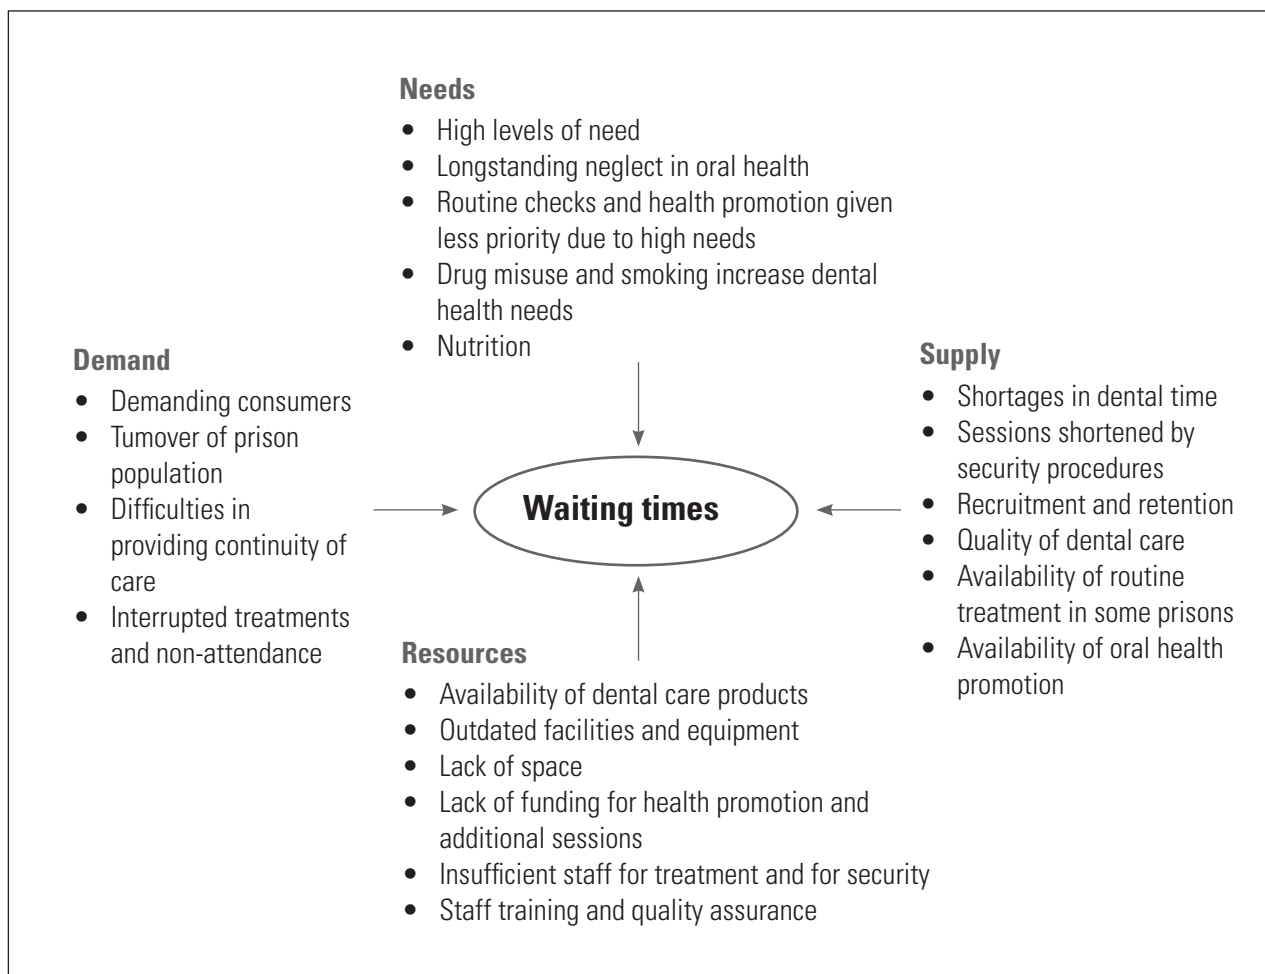 Needs
• High levels of need
• Longstanding neglect in oral health
• Routine checks and health promotion given
less priority due to high needs
• Drug misuse and smoking increase dental
health needs
• Nutrition
Demand
• Demanding consumers
• Tumover of prison
population
• Difficulties in
providing continuity of
care
• Interrupted treatments
and non-attendance
Waiting times
Supply
• Shortages in dental time
• Sessions shortened by
security procedures
• Recruitment and retention
• Quality of dental care
• Availability of routine
treatment in some prisons
• Availability of oral health
promotion
Resources
• Availability of dental care products
• Outdated facilities and equipment
• Lack of space
• Lack of funding for health promotion and
additional sessions
• Insufficient staff for treatment and for security
• Staff training and quality assurance